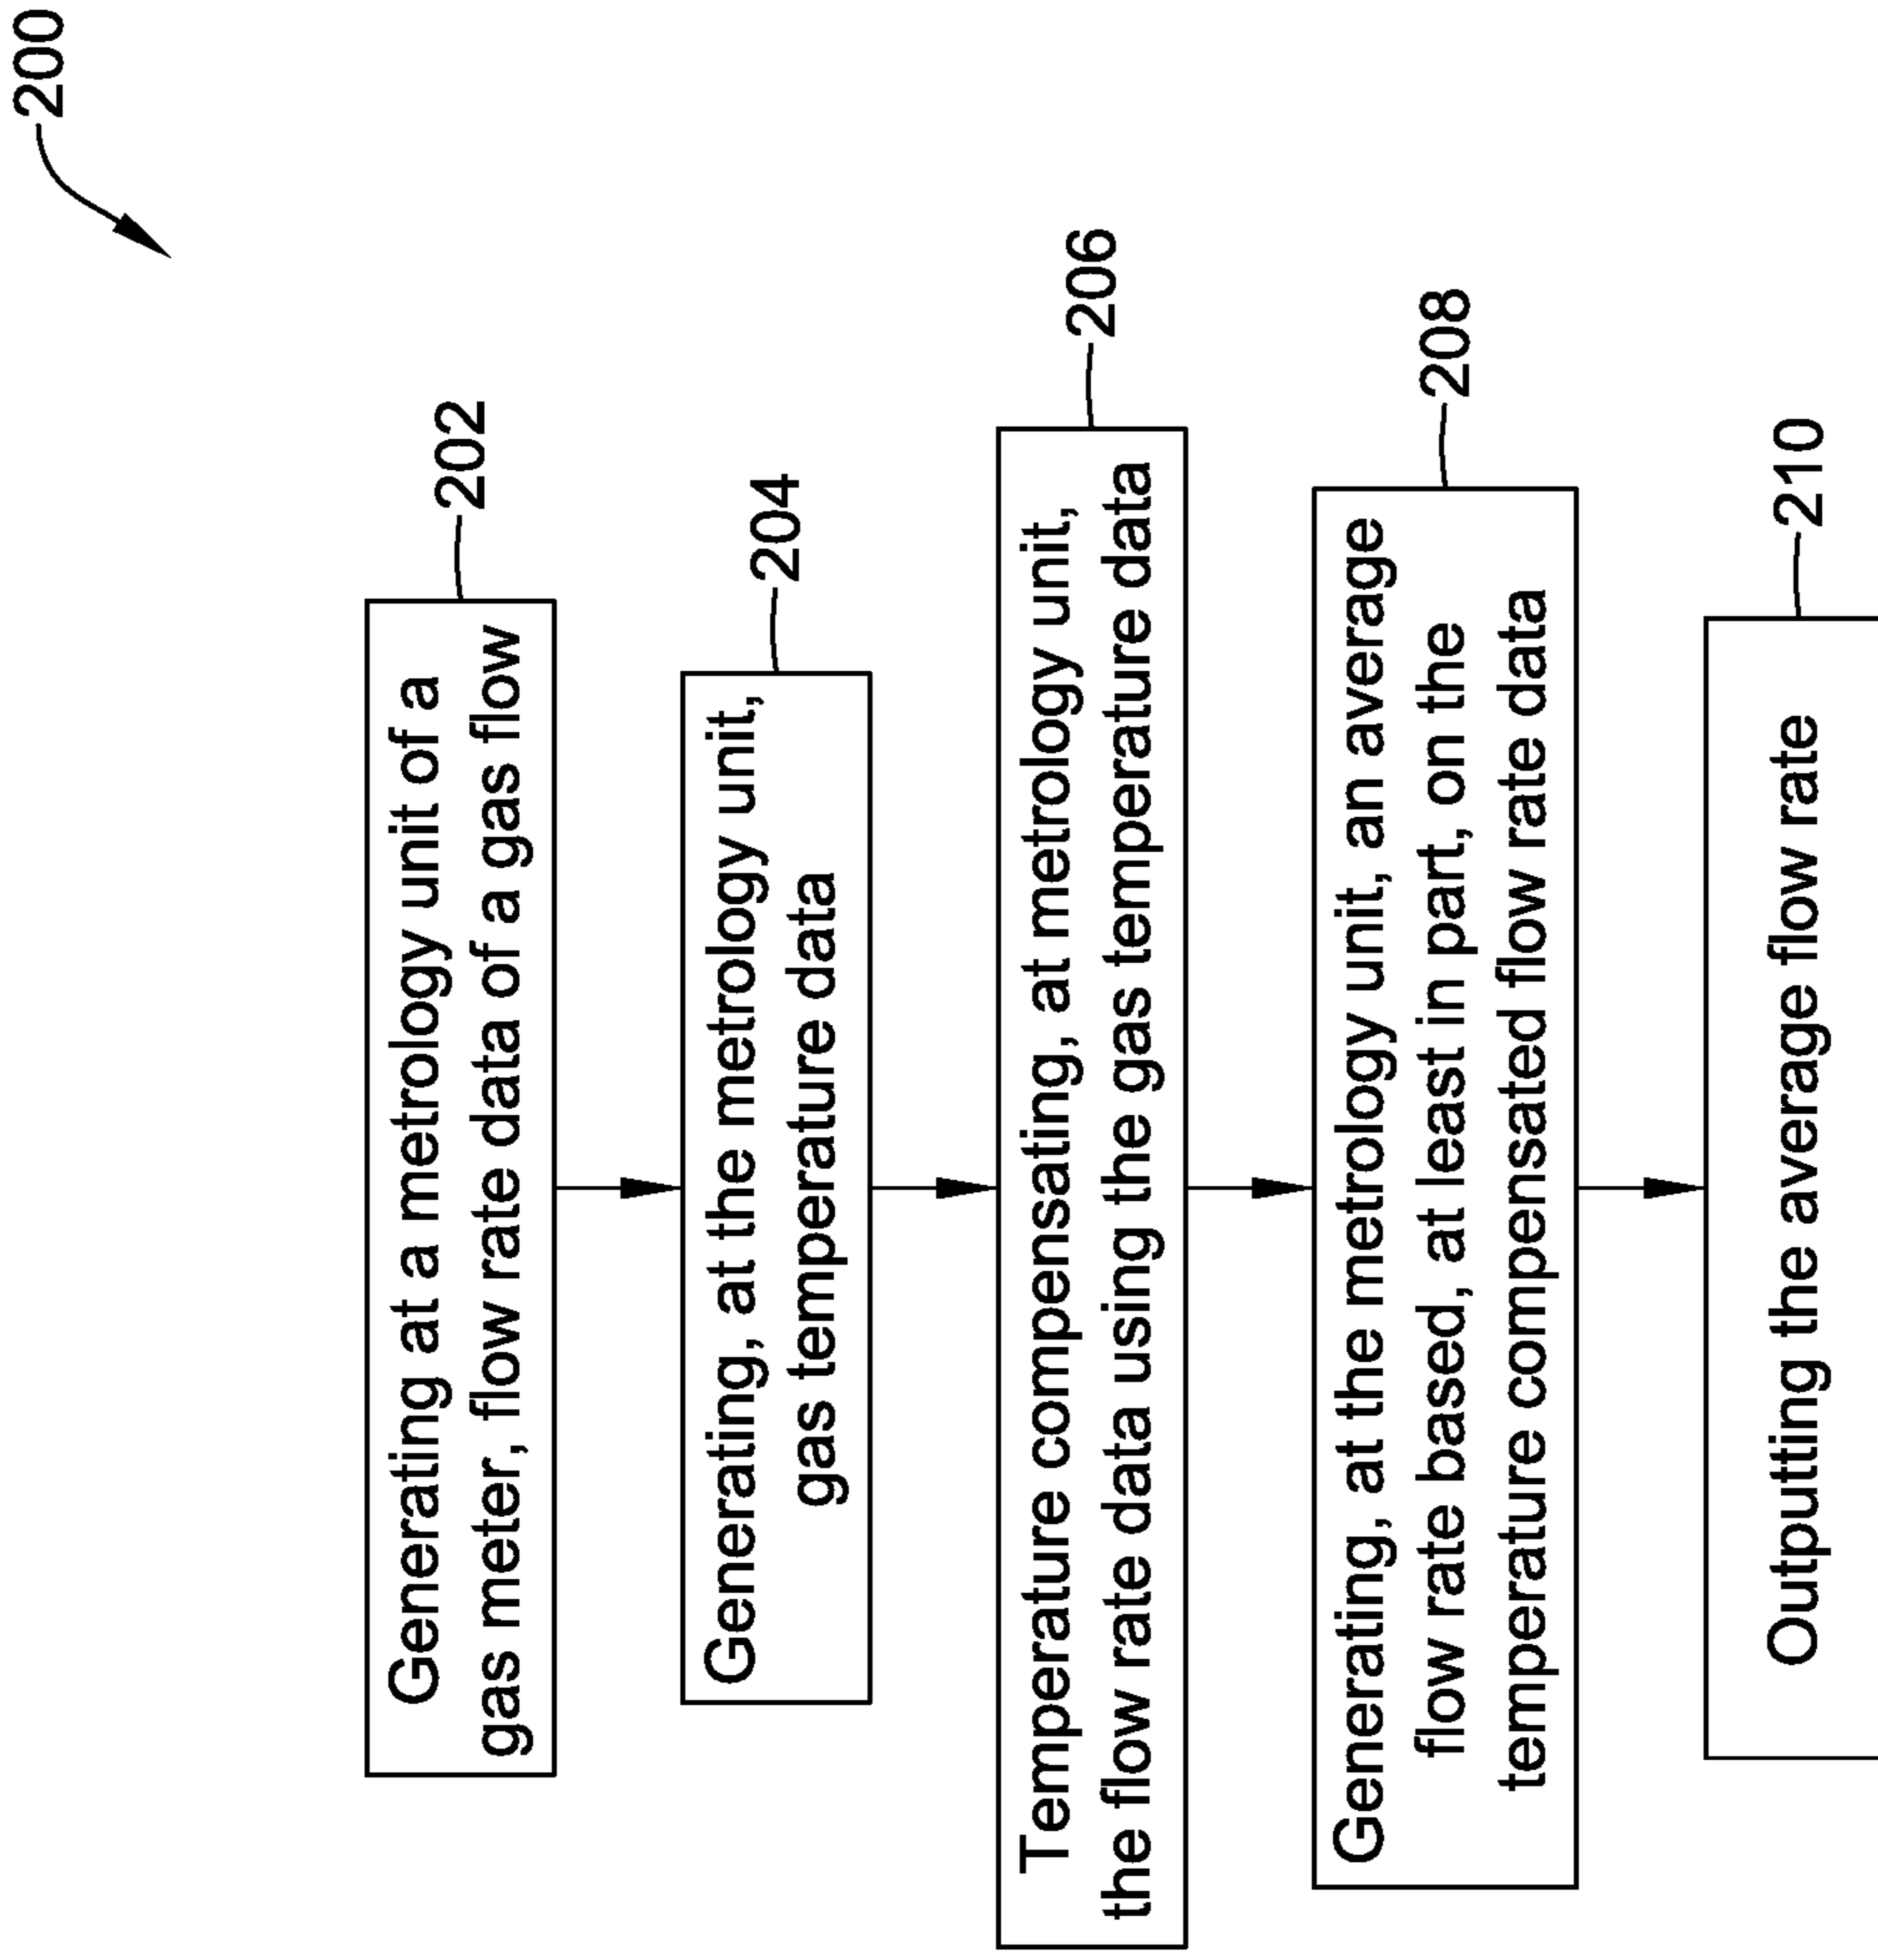 200
Generating at a metrology unit of a
gas meter, flow rate data of a gas flow
202
Generating, at the metrology unit,
gas temperature data
204
Temperature compensating, at metrology unit,
the flow rate data using the gas temperature data
206
Generating, at the metrology unit, an average
flow rate based, at least in part, on the
temperature compensated flow rate data
208
Outputting the average flow rate
210